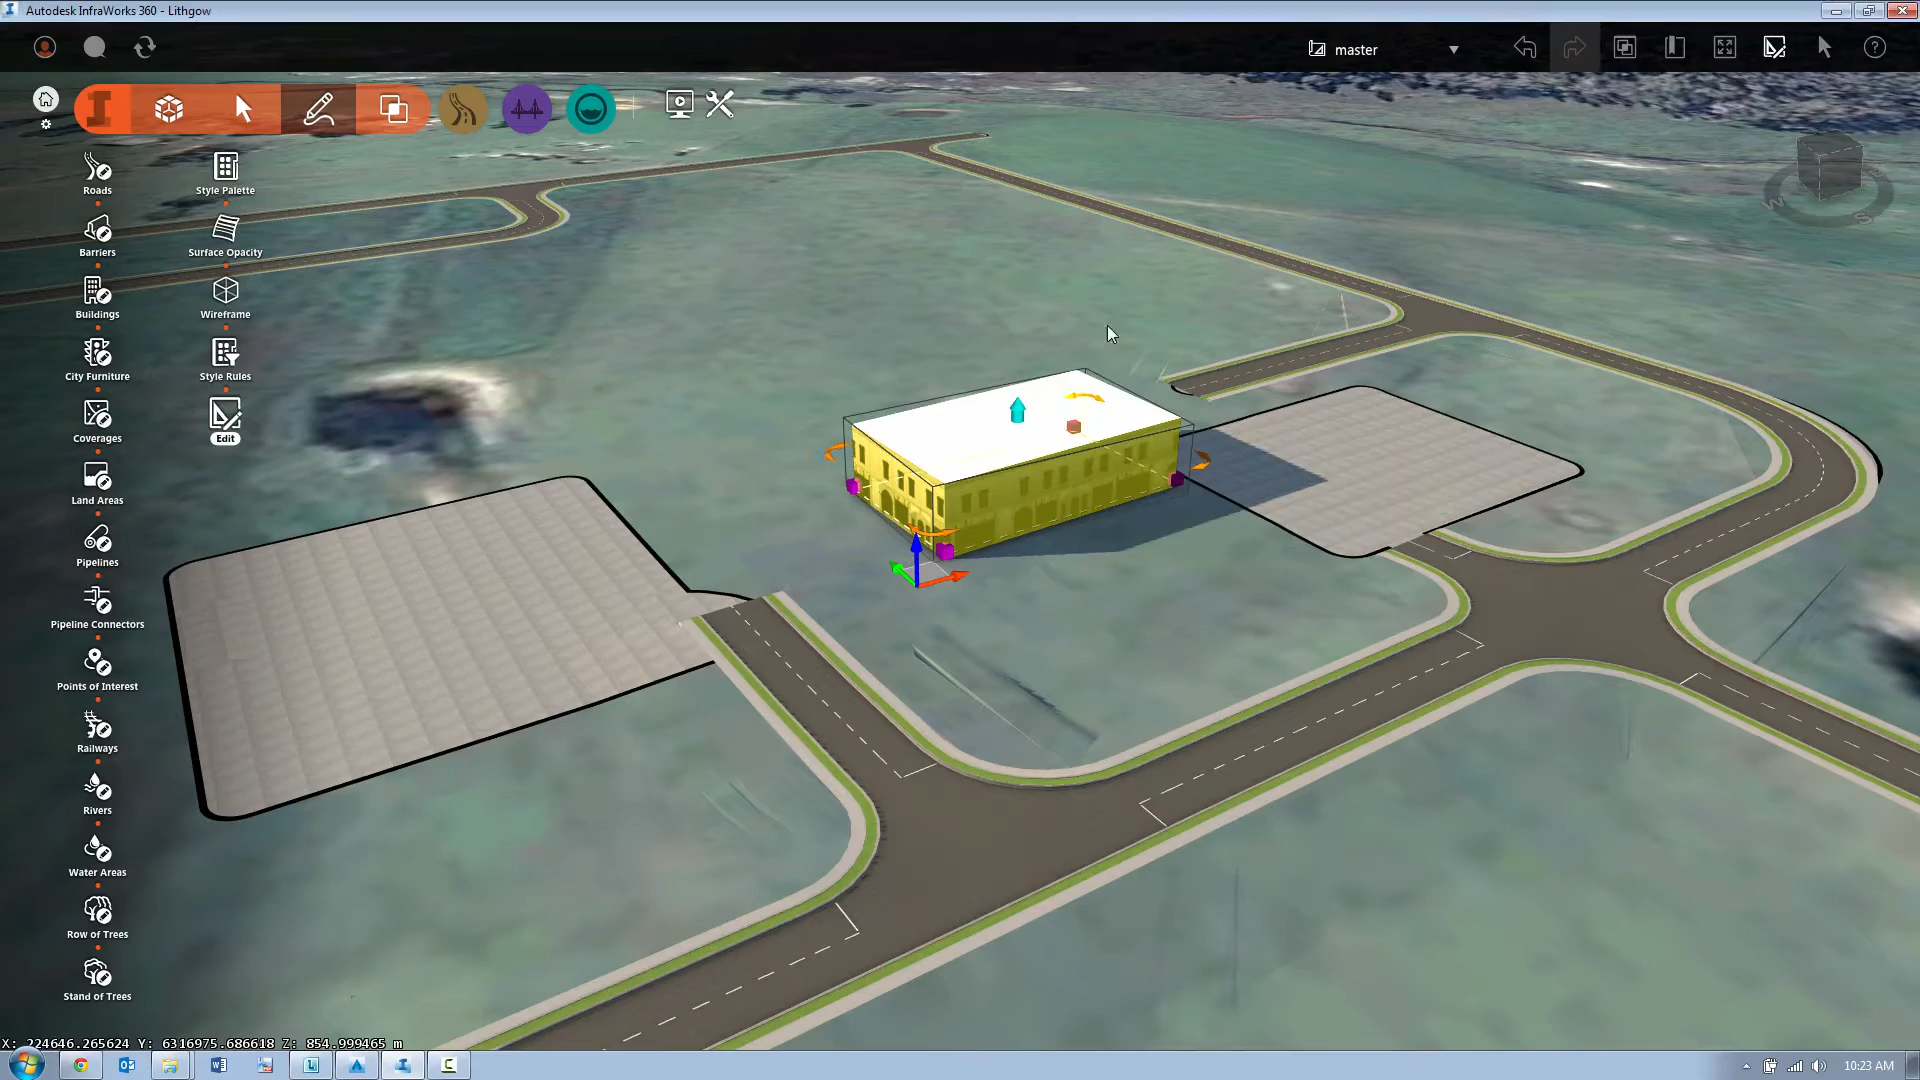 Autodesk InfraWorks 360 - Lithgow
master
Roads
Style Palette
Barriers
Surface Opacity
Buildings
Wireframe
City Furniture
Style Rules
Coverages
Edit
Land Areas
Pipelines
Pipeline Connectors
Points of Interest
Railways
Rivers
Water Areas
Row of Trees
Stand of Trees
W
S
X: 224646.265624 Y: 6316975.686618 Z: 854.999465 m
10:23 AM